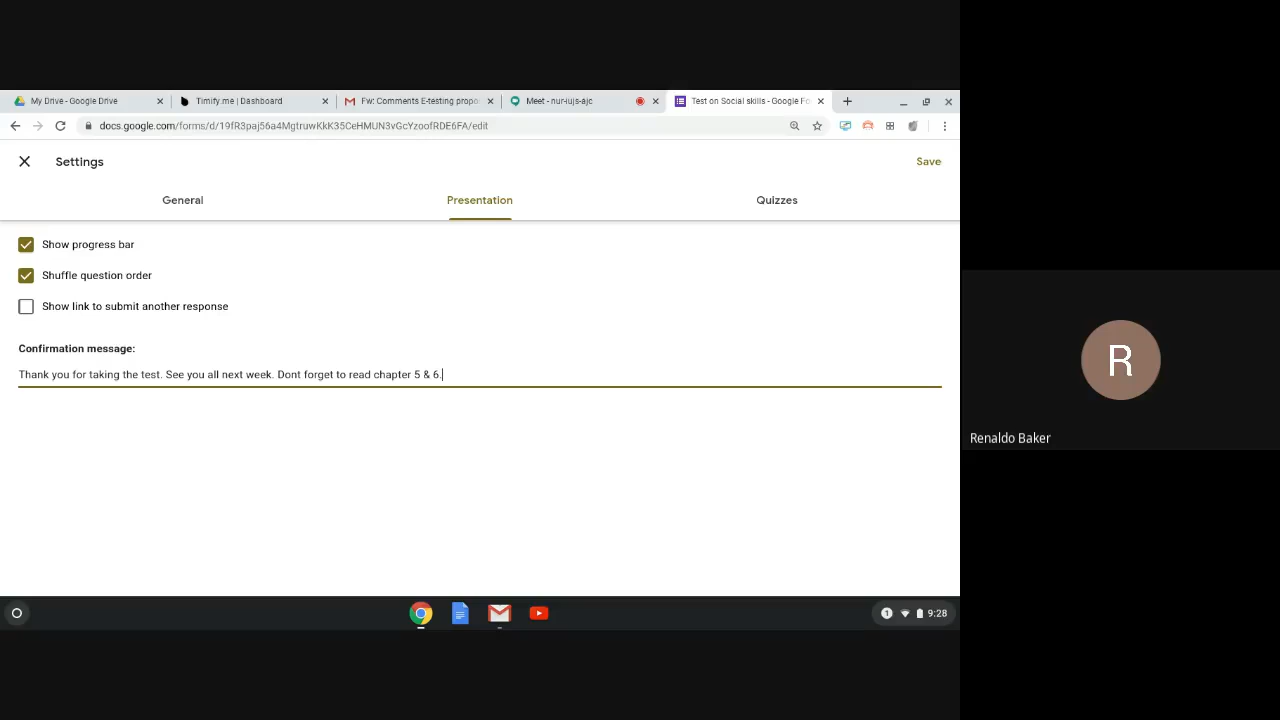 My Drive - Google Drive
Timify.me | Dashboard
Fw: Comments E-testing propo
Meet - nur-iujs-ajc
Test on Social skills - Google Fo
docs.google.com/forms/d/19fR3paj56a4MgtruwKkK35CeHMUN3vGcYzoofRDE6FA/edit
Settings
Save
General
Presentation
Quizzes
Show progress bar
Shuffle question order
Show link to submit another response
Confirmation message:
Thank you for taking the test. See you all next week. Dont forget to read chapter 5 & 6.
R
Renaldo Baker
1
9:28